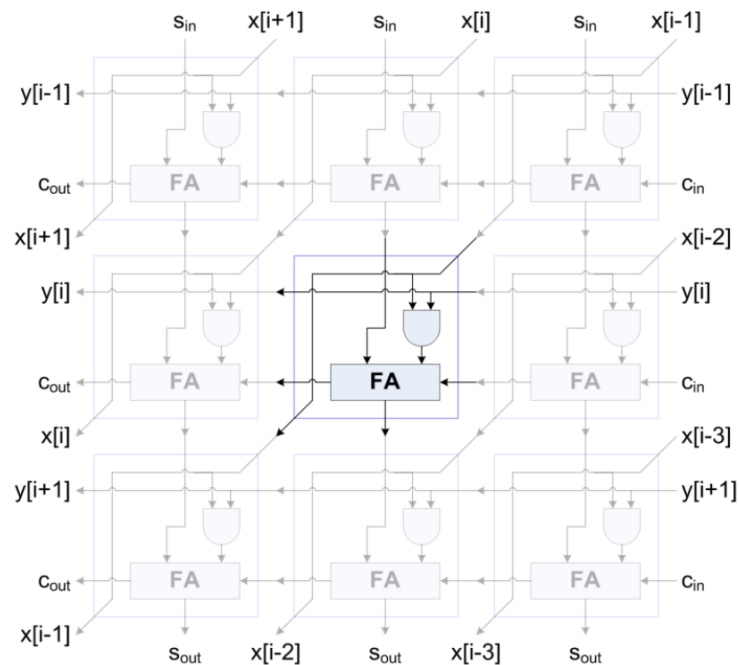 s_in x[i+1] s_in x[i] s_in x[i-1]
y[i-1] y[i-1]
c_out FA FA FA c_in
x[i+1] x[i-2]
y[i] y[i]
c_out FA FA FA c_in
x[i] x[i-3]
y[i+1] y[i+1]
c_out FA FA FA c_in
x[i-1] s_out x[i-2] s_out x[i-3] s_out